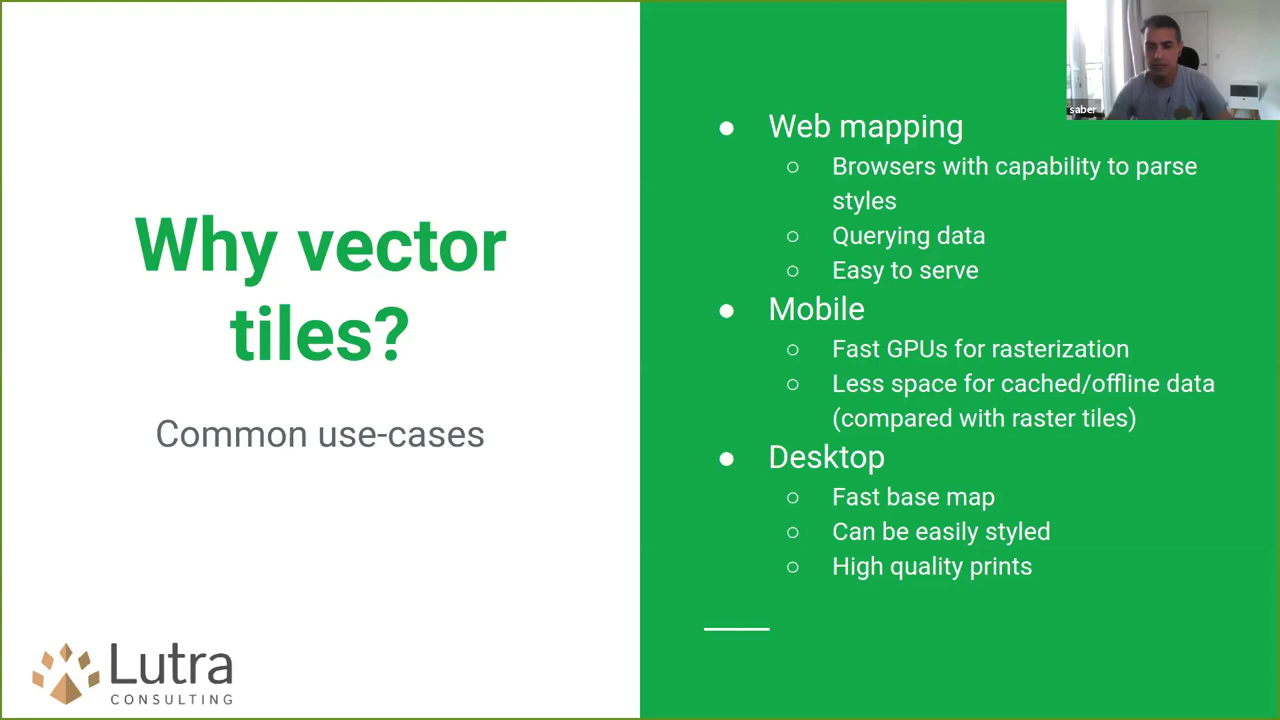 Why vector
tiles?
Common use-cases
Lutra
CONSULTING
saber
● Web mapping
○ Browsers with capability to parse
styles
○ Querying data
○ Easy to serve
● Mobile
○ Fast GPUs for rasterization
○ Less space for cached/offline data
(compared with raster tiles)
● Desktop
○ Fast base map
○ Can be easily styled
○ High quality prints